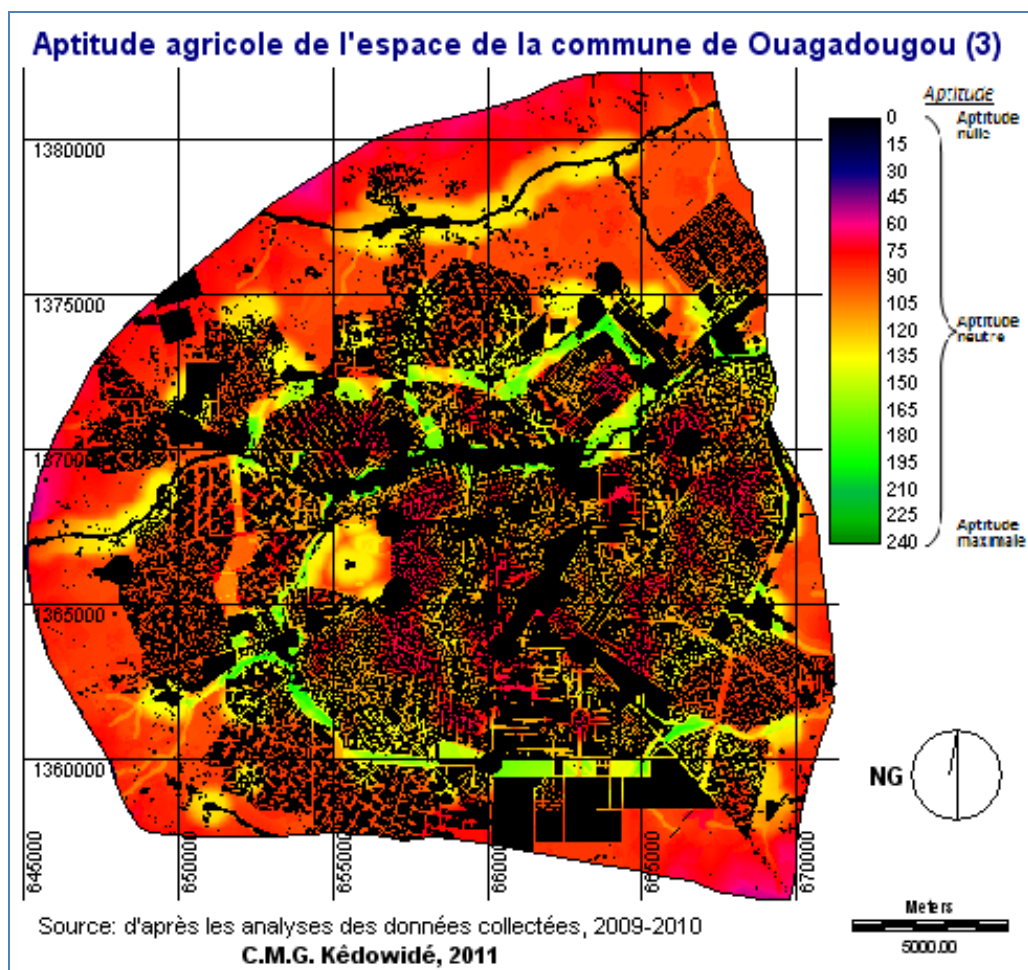 Aptitude agricole de l'espace de la commune de Ouagadougou (3)
Aptitude
0
15
30
45
60
75
90
105
120
135
150
165
180
195
210
225
240
Aptitude
nulle
Aptitude
neutre
Aptitude
maximale
1380000
1375000
1370000
1365000
1360000
645000
650000
655000
660000
665000
670000
NG
Meters
5000.00
Source: d'après les analyses des données collectées, 2009-2010
C.M.G. Kêdowidé, 2011